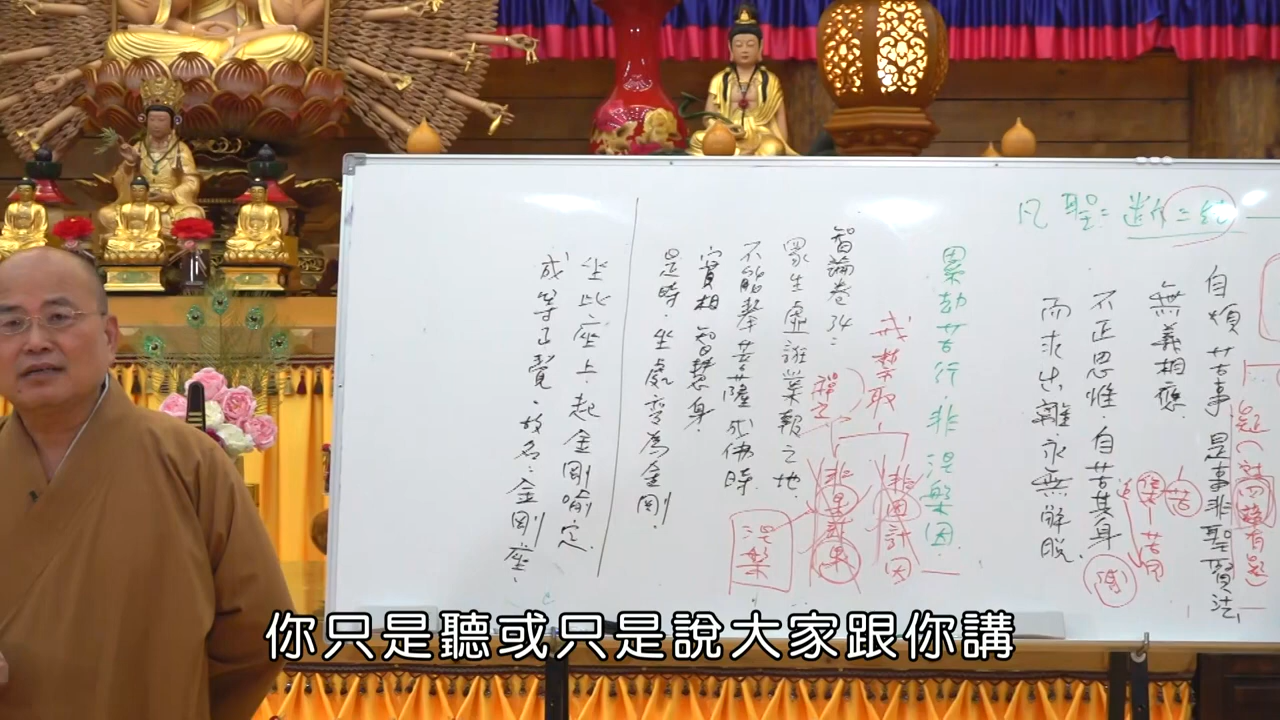 凡聖=斷三結
自煩苦事是事非聖賢法
無義相應
不正思惟.自苦其身
而求出離.永無解脫
集
苦
苦因
累劫苦行.非涅槃因
戒禁取
非因計因
非果計果
涅槃
智論卷34:
眾生虛誑業報之地
不能擧菩薩成佛時
實相智慧身
是時.坐處變為金剛.
坐此座上.起金剛喻定.
成等正覺.故名.金剛座.
你只是聽或只是說大家跟你講